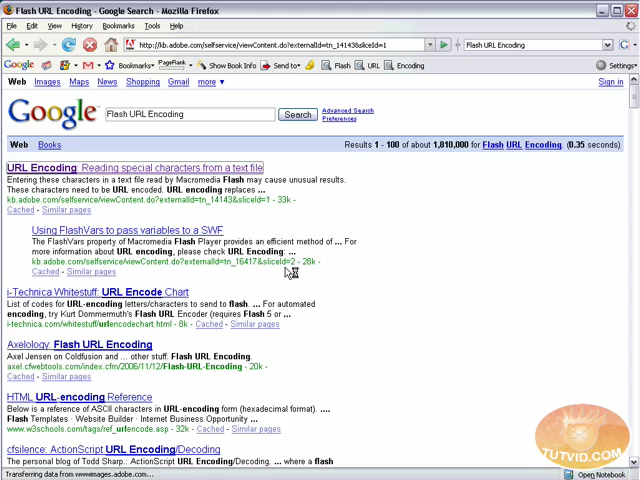 Flash URL Encoding - Google Search - Mozilla Firefox
File Edit View History Bookmarks Tools Help
http://kb.adobe.com/selfservice/viewContent.do?externalId=tn_14143&sliceId=1
Flash URL Encoding
Google Bookmarks PageRank Show Book Info Send to Flash URL Encoding Settings
Web Images Maps News Shopping Gmail more ▼ Sign in
Google Flash URL Encoding Search Advanced Search
Preferences
Web Books Results 1 - 100 of about 1,810,000 for Flash URL Encoding. (0.35 seconds)
URL Encoding: Reading special characters from a text file
Entering these characters in a text file read by Macromedia Flash may cause unusual results.
These characters need to be URL encoded. URL encoding replaces ...
kb.adobe.com/selfservice/viewContent.do?externalId=tn_14143&sliceId=1 - 33k -
Cached - Similar pages
Using FlashVars to pass variables to a SWF
The FlashVars property of Macromedia Flash Player provides an efficient method of ... For
more information about URL encoding, please check URL Encoding: ...
kb.adobe.com/selfservice/viewContent.do?externalId=tn_16417&sliceId=2 - 28k -
Cached - Similar pages
i-Technica Whitestuff: URL Encode Chart
List of codes for URL-encoding letters/characters to send to flash. ... For automated
encoding, try Kurt Dommermuth's Flash URL Encoder (requires Flash 5 or ...
i-technica.com/whitestuff/urlencodechart.html - 8k - Cached - Similar pages
Axelology: Flash URL Encoding
Axel Jensen on Coldfusion and ... other stuff: Flash URL Encoding.
axel.cfwebtools.com/index.cfm/2006/11/12/Flash-URL-Encoding - 20k -
Cached - Similar pages
HTML URL-encoding Reference
Below is a reference of ASCII characters in URL-encoding form (hexadecimal format). ....
Flash Templates · Website Builder · Internet Business Opportunity ...
www.w3schools.com/tags/ref_urlencode.asp - 32k - Cached - Similar pages
cfsilence: ActionScript URL Encoding/Decoding
The personal blog of Todd Sharp.: ActionScript URL Encoding/Decoding. ... where a flash
TUTVID.COM
Transferring data from wwwimages.adobe.com... Open Notebook